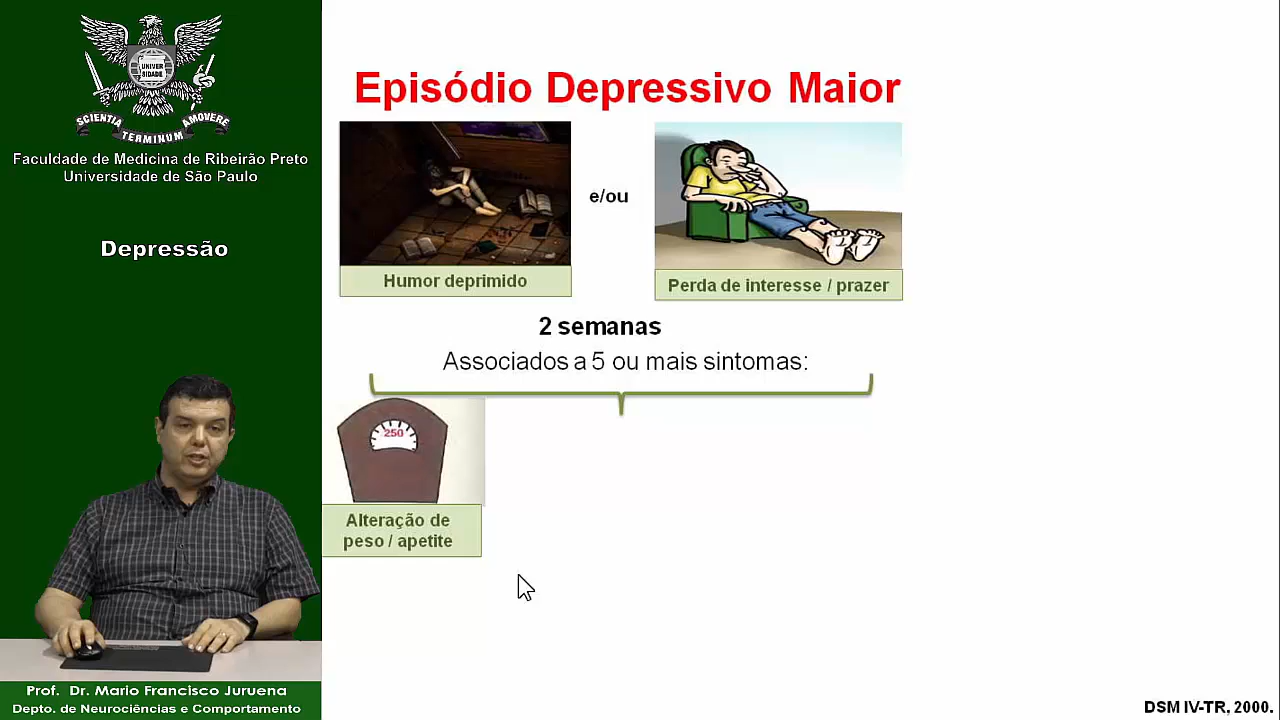 UNIVER
SIDADE
SCIENTIA TERMINUM AMOVERE
Faculdade de Medicina de Ribeirão Preto
Universidade de São Paulo
Depressão
Prof. Dr. Mario Francisco Juruena
Depto. de Neurociências e Comportamento
Episódio Depressivo Maior
e/ou
Humor deprimido
Perda de interesse / prazer
2 semanas
Associados a 5 ou mais sintomas:
250
Alteração de
peso / apetite
DSM IV-TR, 2000.